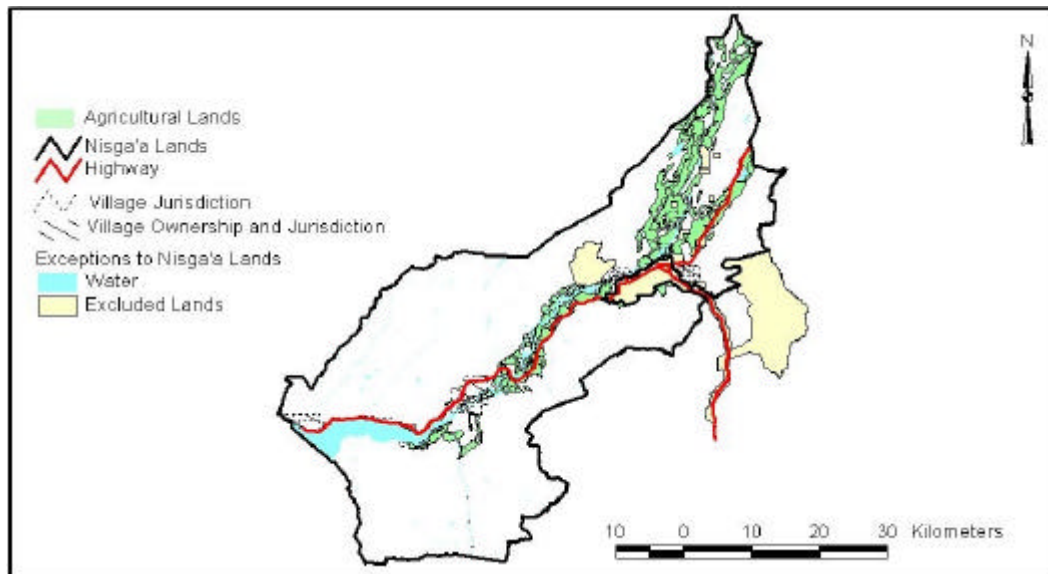 N
Agricultural Lands
Nisga'a Lands
Highway
Village Jurisdiction
Village Ownership and Jurisdiction
Exceptions to Nisga'a Lands
Water
Excluded Lands
10 0 10 20 30 Kilometers